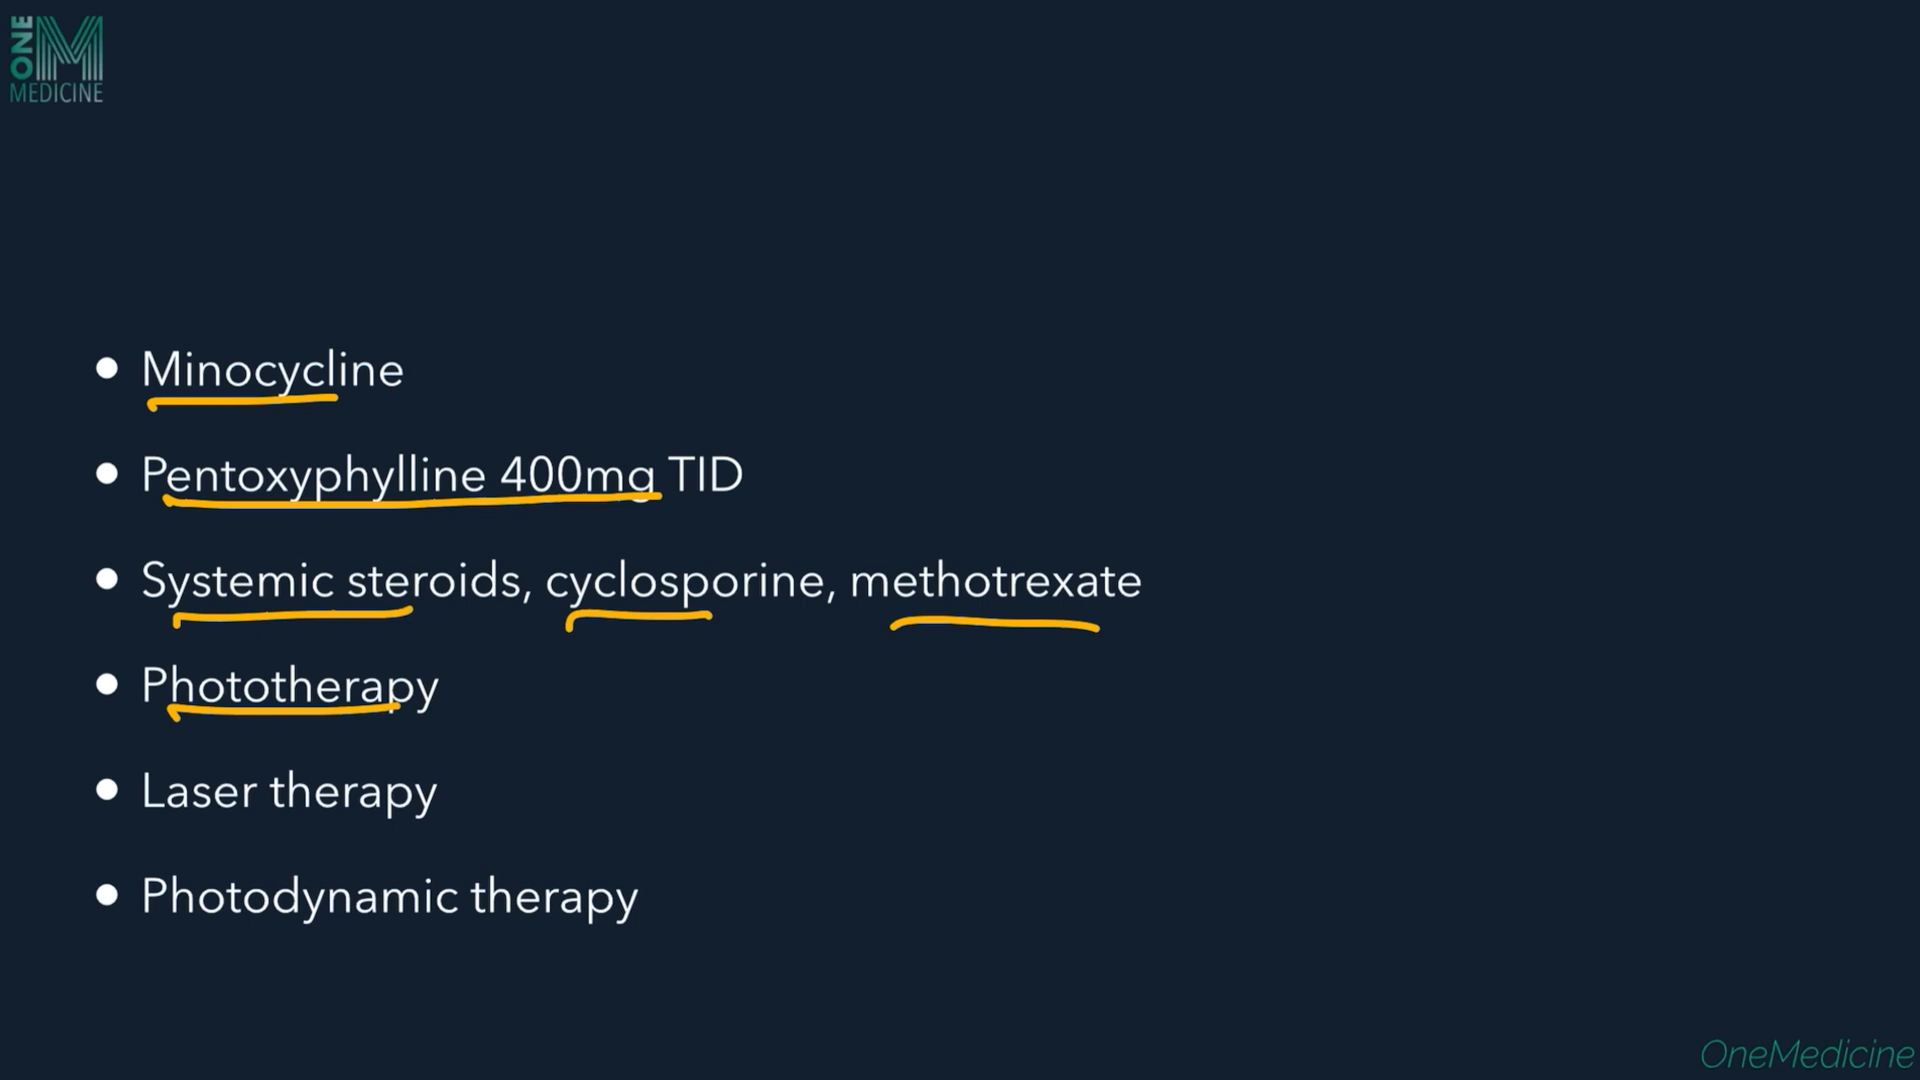 ONE
M
MEDICINE
• Minocycline
• Pentoxyphylline 400mg TID
• Systemic steroids, cyclosporine, methotrexate
• Phototherapy
• Laser therapy
• Photodynamic therapy
OneMedicine